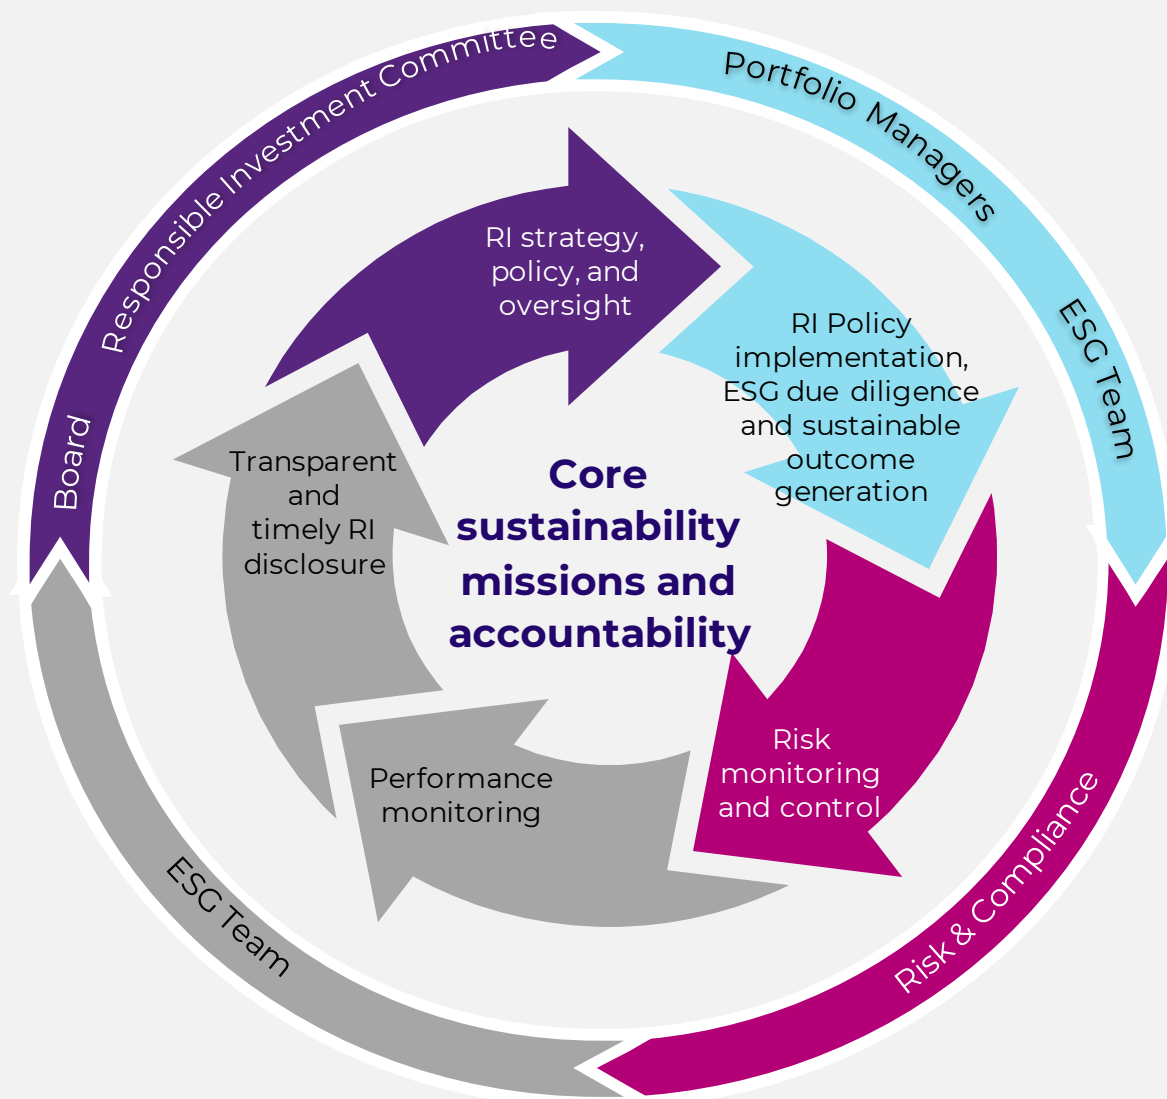 Board
Responsible Investment Committee
Portfolio Managers
ESG Team
Risk & Compliance
ESG Team
RI strategy,
policy, and
oversight
RI Policy
implementation,
ESG due diligence
and sustainable
outcome
generation
Risk
monitoring
and control
Performance
monitoring
Transparent
and
timely RI
disclosure
Core
sustainability
missions and
accountability